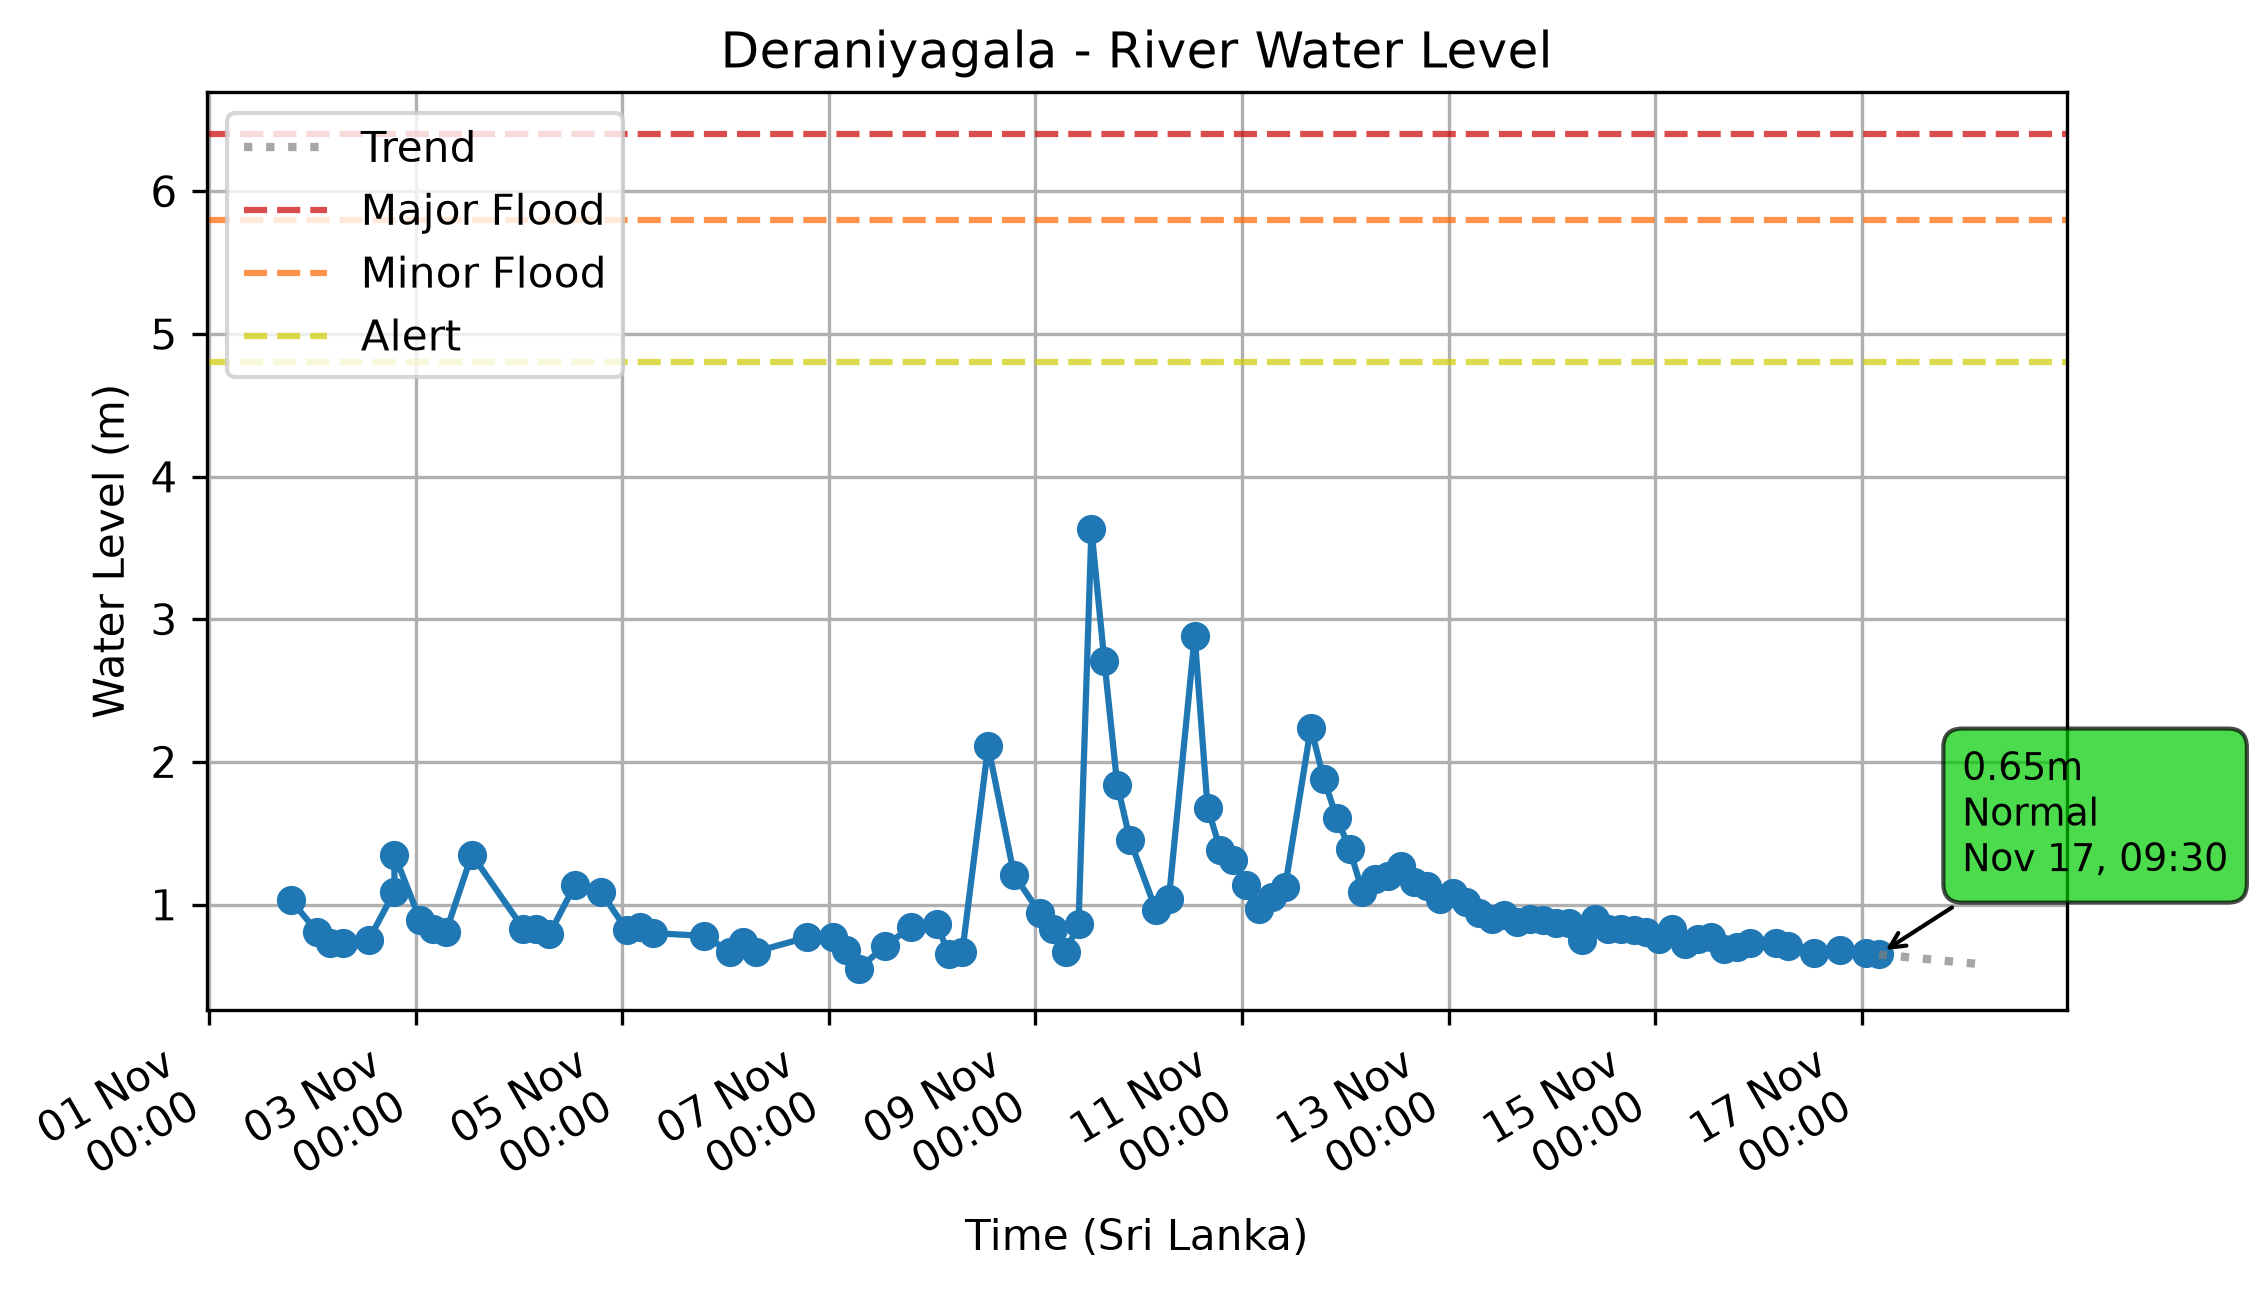 Deraniyagala - River Water Level
Trend
Major Flood
Minor Flood
Alert
6
5
4
3
2
1
Water Level (m)
0.65m
Normal
Nov 17, 09:30
01 Nov
00:00
03 Nov
00:00
05 Nov
00:00
07 Nov
00:00
09 Nov
00:00
11 Nov
00:00
13 Nov
00:00
15 Nov
00:00
17 Nov
00:00
Time (Sri Lanka)